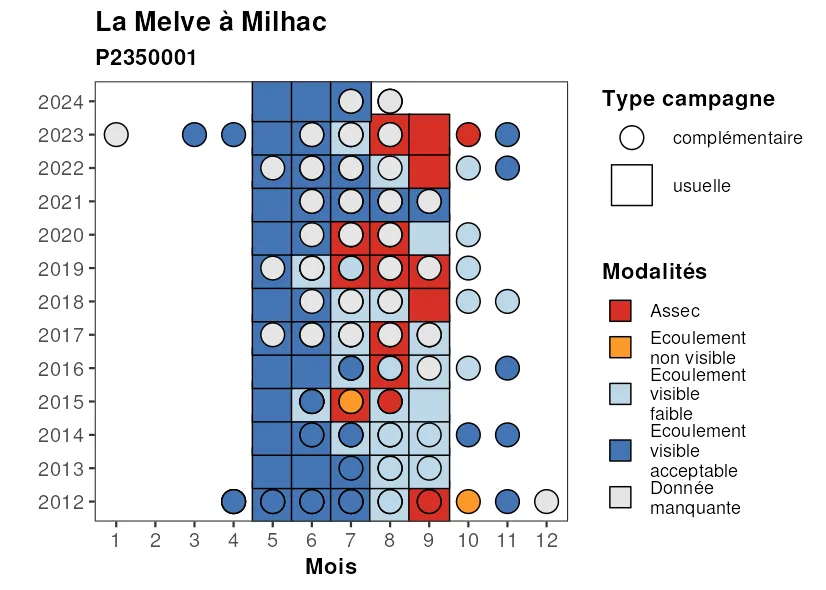 La Melve à Milhac
P2350001
2024
2023
2022
2021
2020
2019
2018
2017
2016
2015
2014
2013
2012
1 2 3 4 5 6 7 8 9 10 11 12
Mois
Type campagne
complémentaire
usuelle
Modalités
Assec
Ecoulement
non visible
Ecoulement
visible
faible
Ecoulement
visible
acceptable
Donnée
manquante